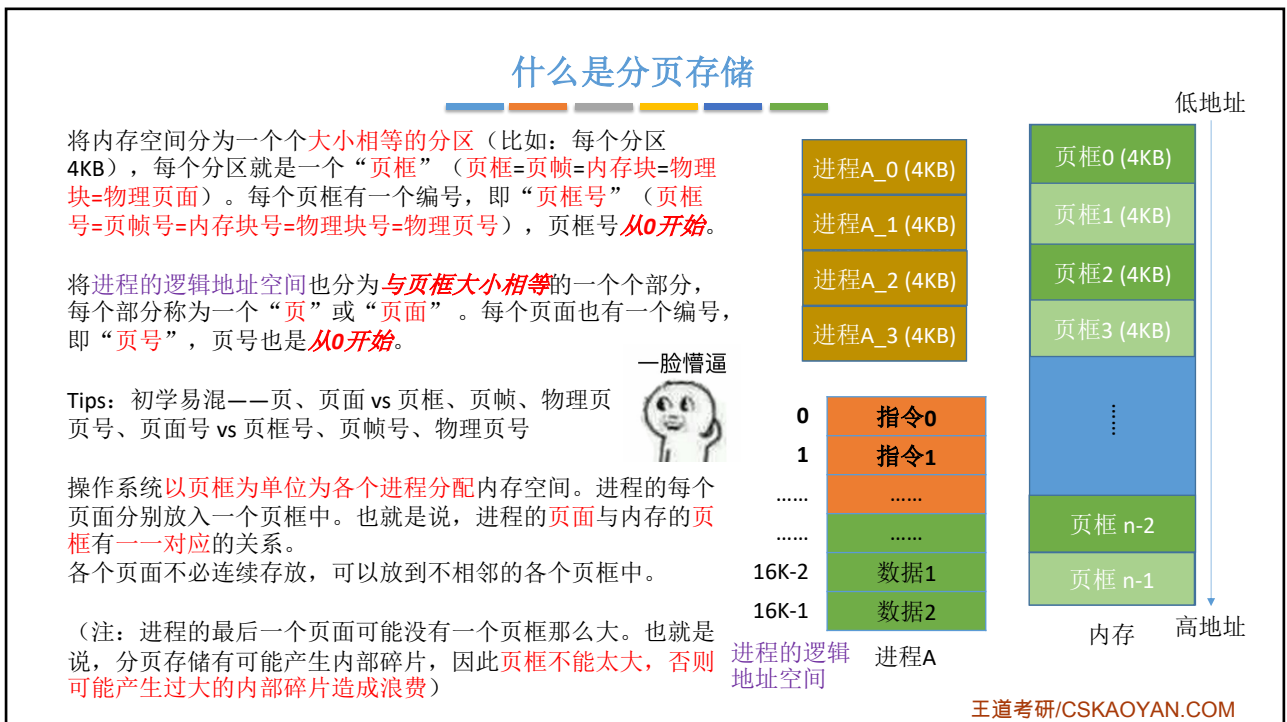 什么是分页存储
将内存空间分为一个个大小相等的分区（比如：每个分区
4KB），每个分区就是一个“页框”（页框=页帧=内存块=物理
块=物理页面）。每个页框有一个编号，即“页框号”（页框
号=页帧号=内存块号=物理块号=物理页号），页框号从0开始。
将进程的逻辑地址空间也分为与页框大小相等的一个个部分，
每个部分称为一个“页”或“页面” 。每个页面也有一个编号，
即“页号”，页号也是从0开始。
一脸懵逼
Tips：初学易混——页、页面 vs 页框、页帧、物理页
页号、页面号 vs 页框号、页帧号、物理页号
操作系统以页框为单位为各个进程分配内存空间。进程的每个
页面分别放入一个页框中。也就是说，进程的页面与内存的页
框有一一对应的关系。
各个页面不必连续存放，可以放到不相邻的各个页框中。
（注：进程的最后一个页面可能没有一个页框那么大。也就是
说，分页存储有可能产生内部碎片，因此页框不能太大，否则
可能产生过大的内部碎片造成浪费）
进程A_0 (4KB)
进程A_1 (4KB)
进程A_2 (4KB)
进程A_3 (4KB)
0 指令0
1 指令1
...... ......
...... ......
16K-2 数据1
16K-1 数据2
进程的逻辑
地址空间
进程A
低地址
页框0 (4KB)
页框1 (4KB)
页框2 (4KB)
页框3 (4KB)
......
页框 n-2
页框 n-1
内存
高地址
王道考研/CSKAOYAN.COM